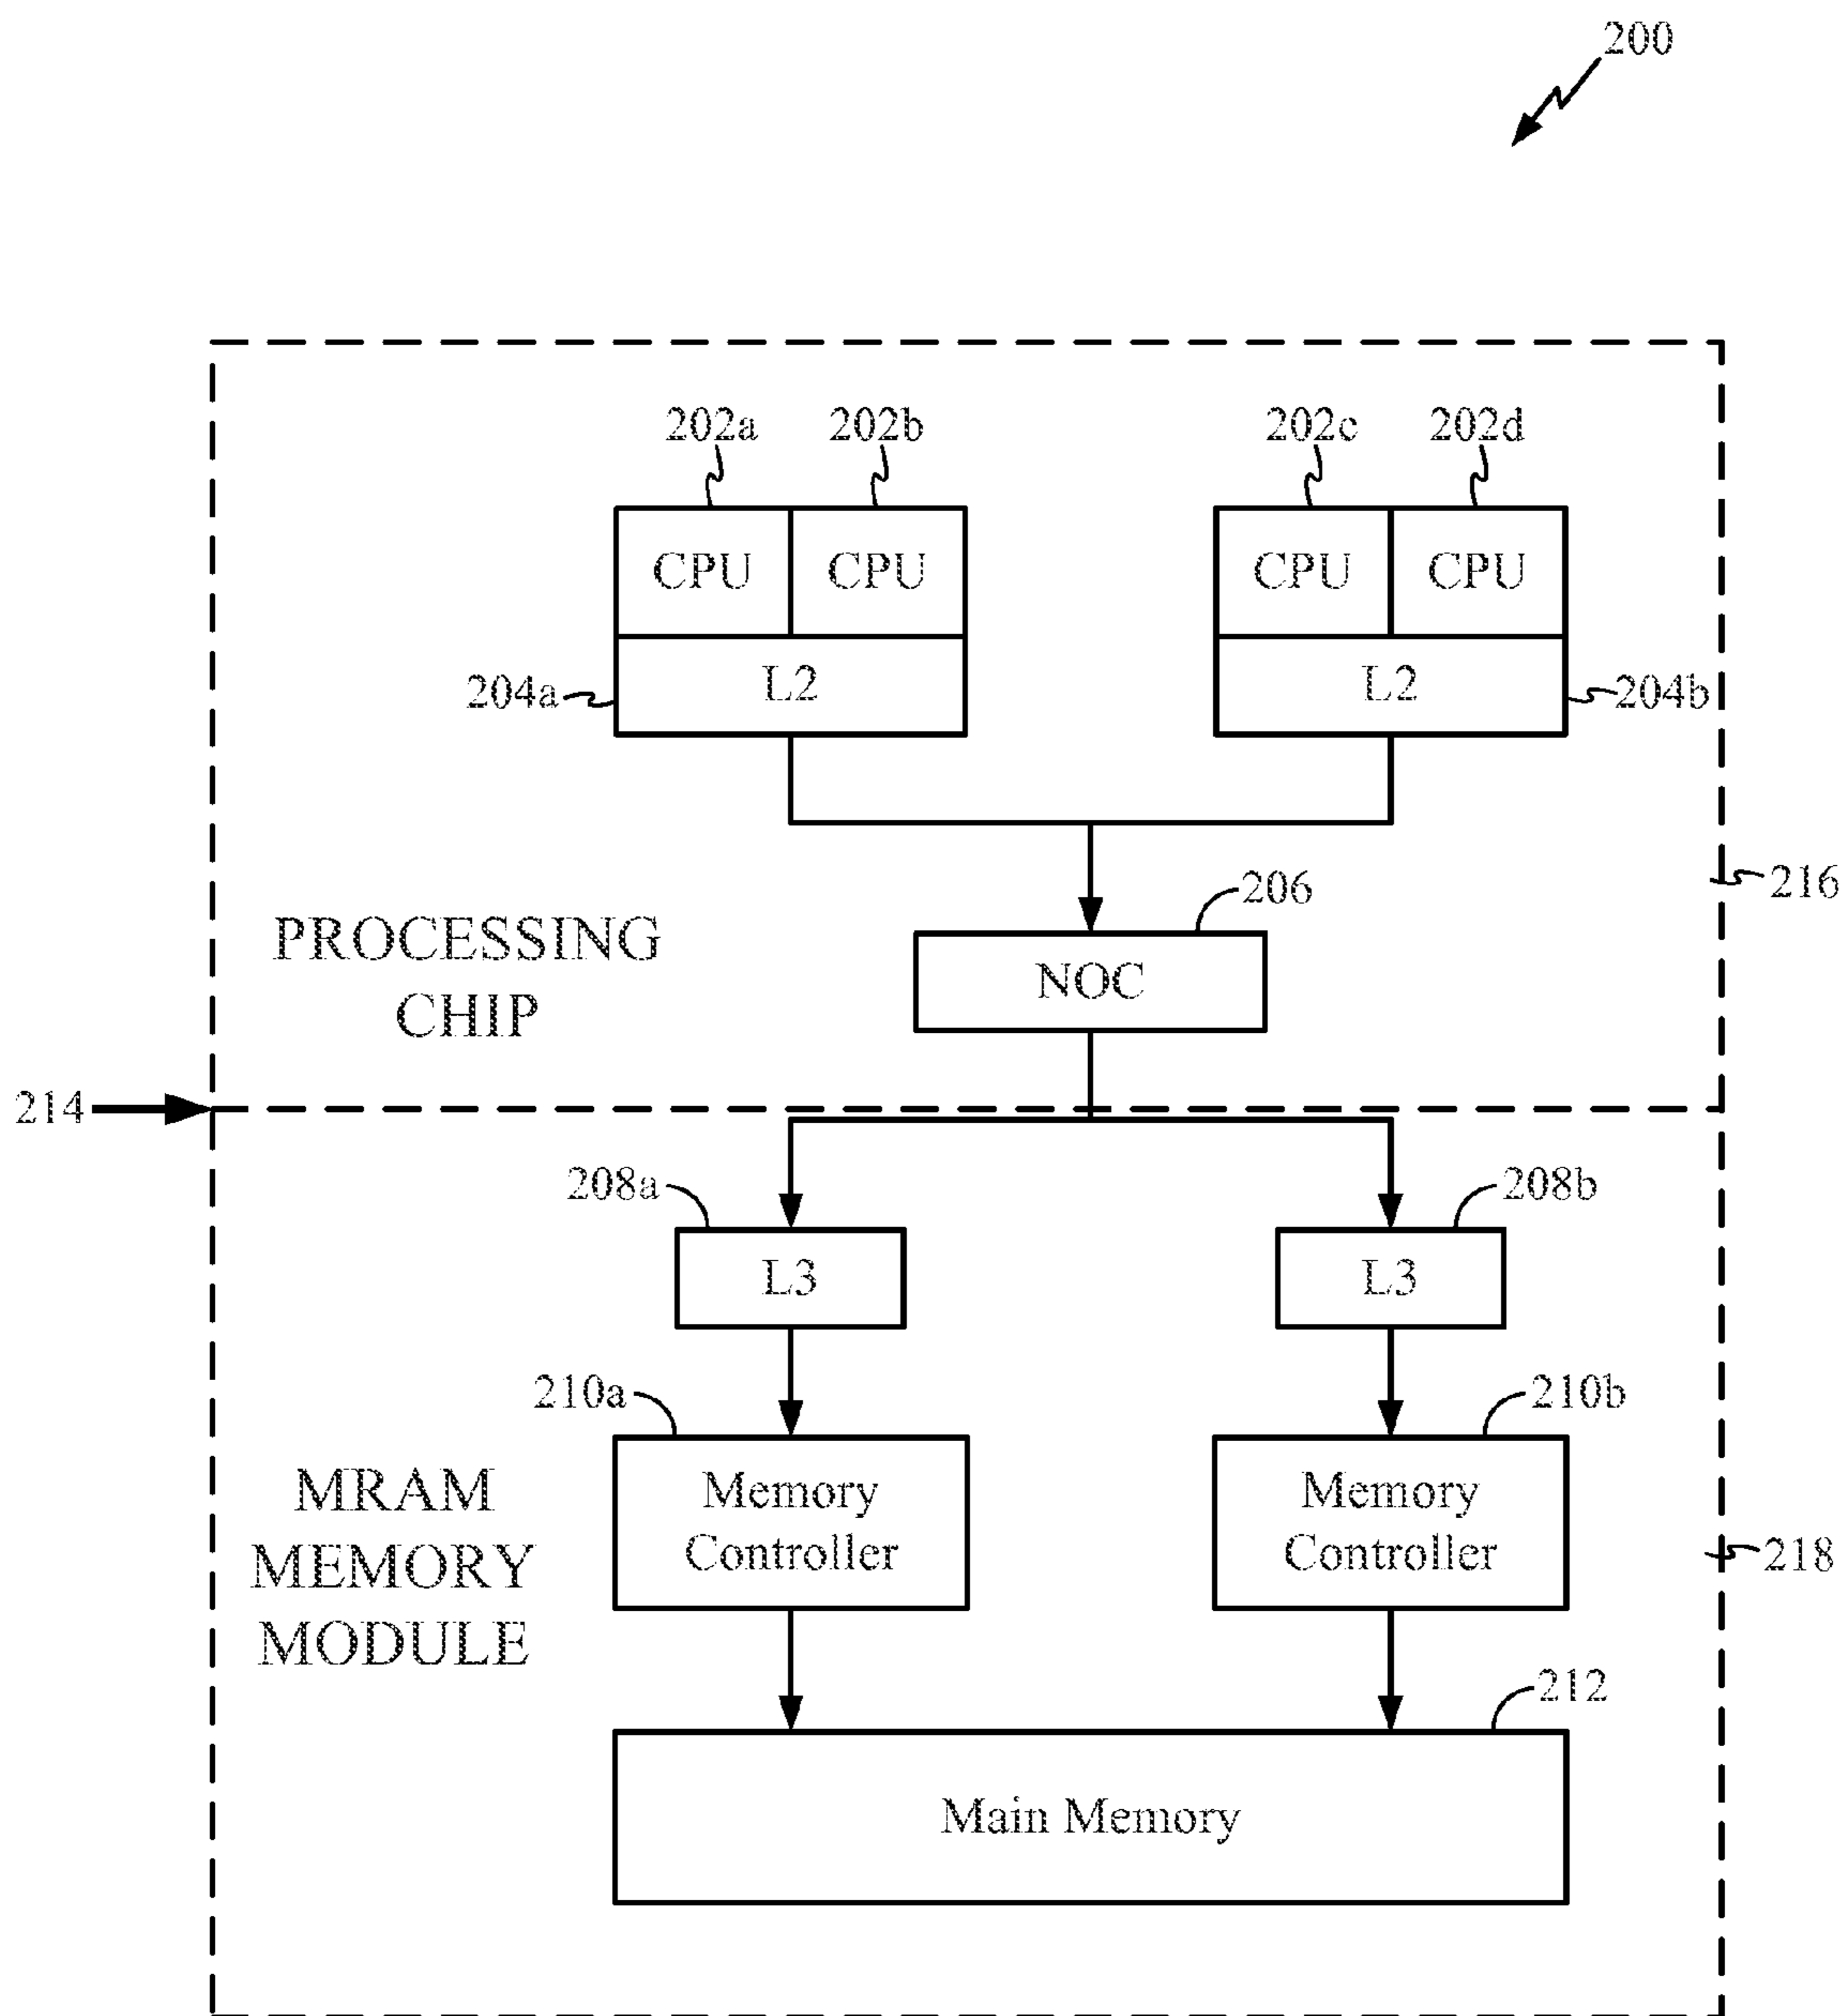 200
202a 202b 202c 202d
CPU CPU CPU CPU
204a L2 L2 204b
206
216
NOC
PROCESSING
CHIP
214
208a 208b
L3 L3
210a 210b
Memory
Controller
Memory
Controller
MRAM
MEMORY
MODULE
218
212
Main Memory